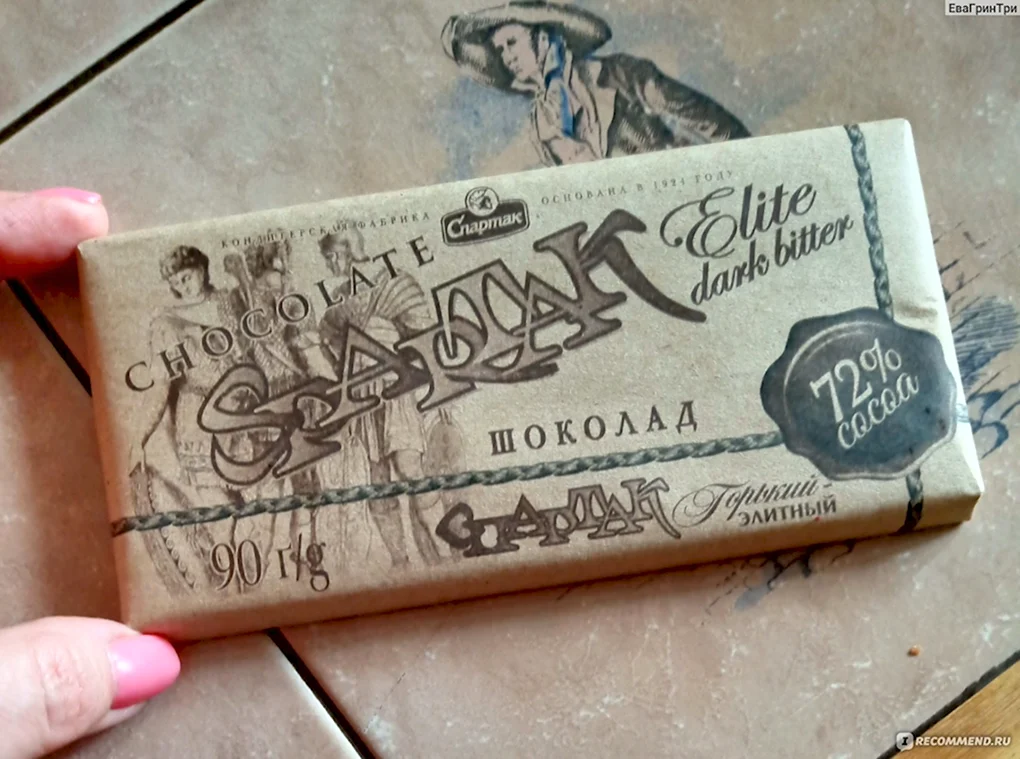 ЕваГринТри
КОНДИТЕРСКАЯ ФАБРИКА
Спартак
ОСНОВАНА В 1924 ГОДУ
CHOCOLATE
СПАРТАК
Elite
dark bitter
72%
cocoa
ШОКОЛАД
СПАРТАК
Горький-
ЭЛИТНЫЙ
90 г/g
RECOMMEND.RU